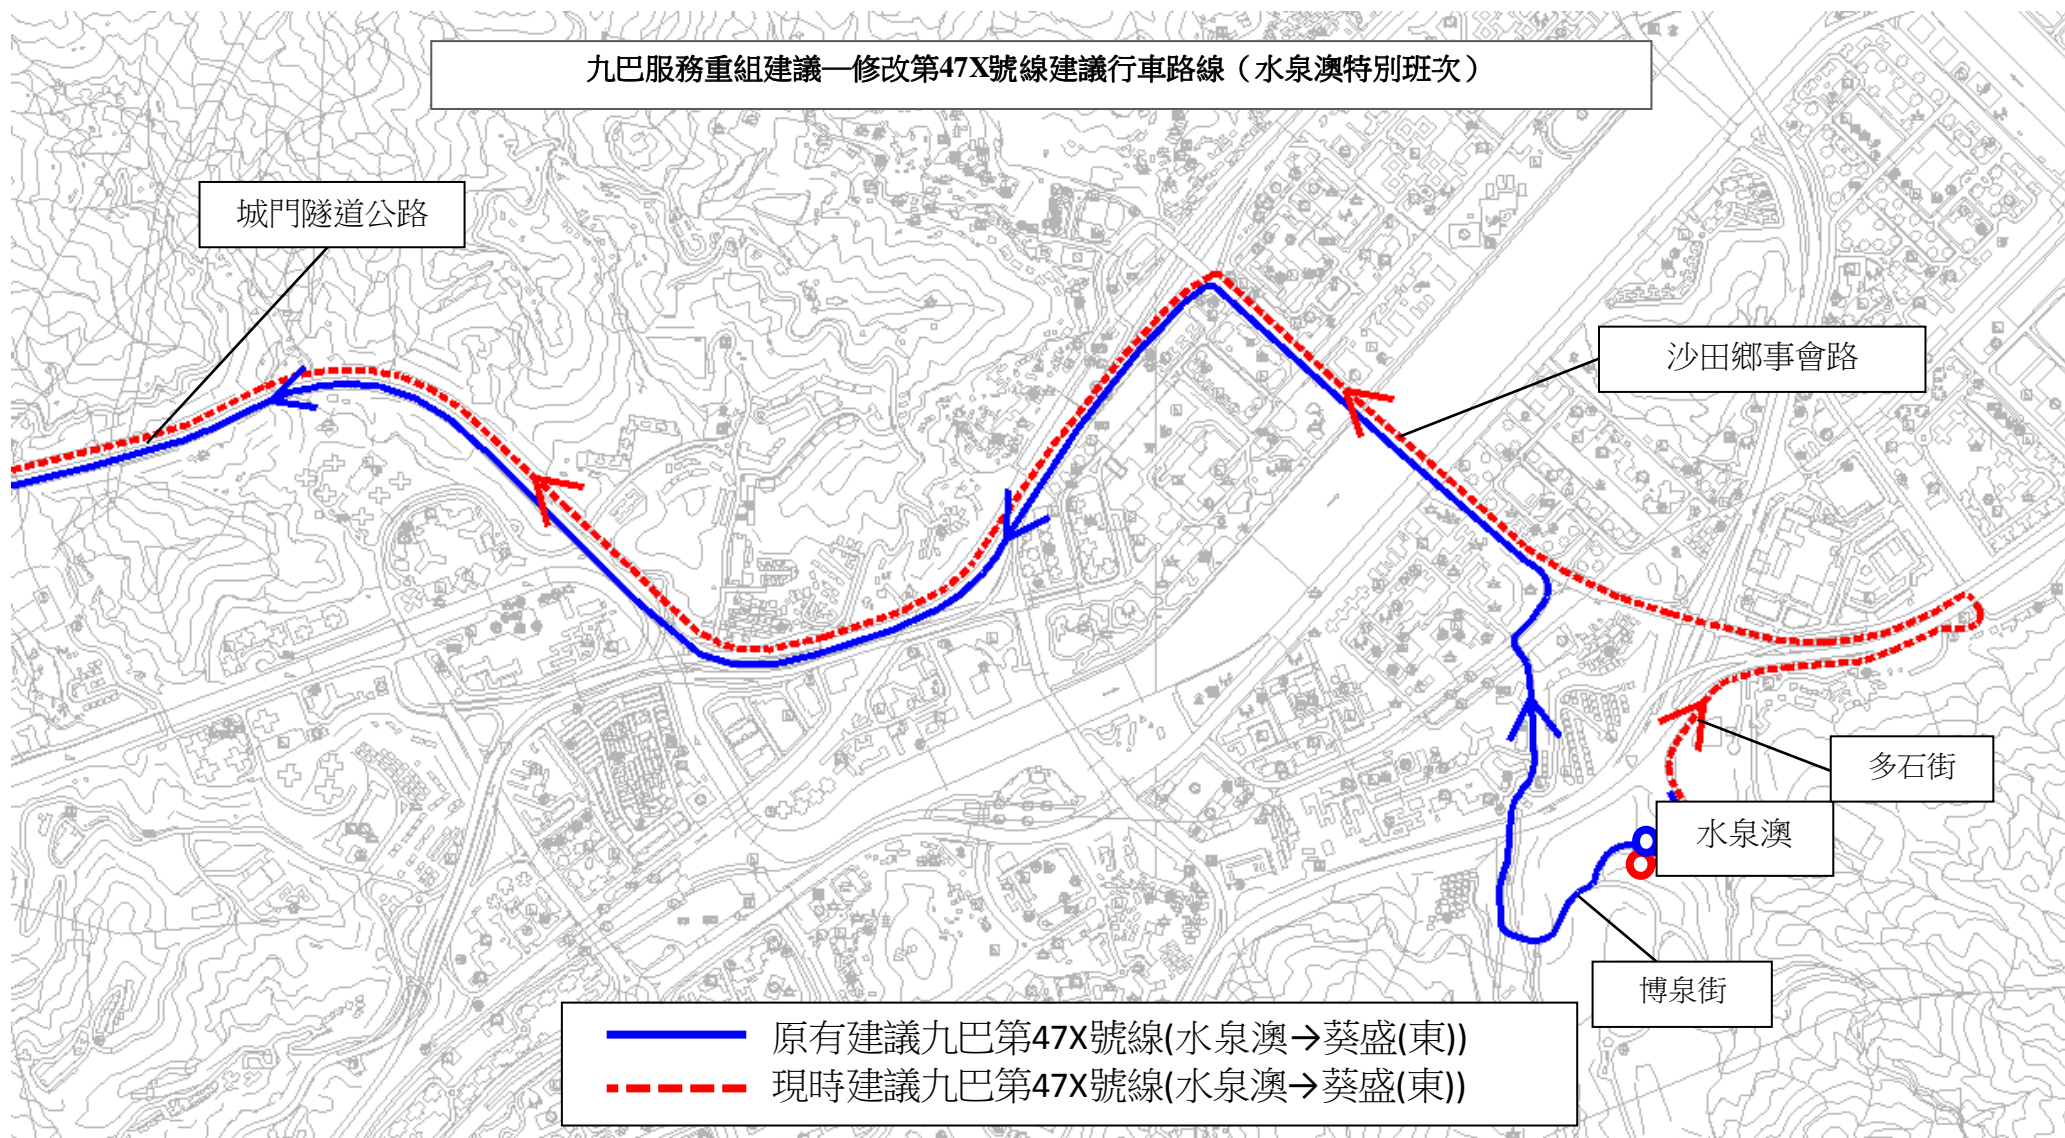 九巴服務重組建議—修改第47X號線建議行車路線（水泉澳特別班次）
城門隧道公路
沙田鄉事會路
多石街
水泉澳
博泉街
原有建議九巴第47X號線(水泉澳→葵盛(東))
現時建議九巴第47X號線(水泉澳→葵盛(東))